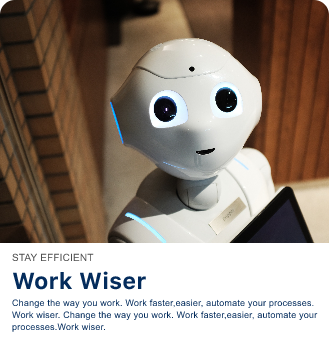 STAY EFFICIENT
Work Wiser
Change the way you work. Work faster,easier, automate your processes.
Work wiser. Change the way you work. Work faster,easier, automate your
processes.Work wiser.